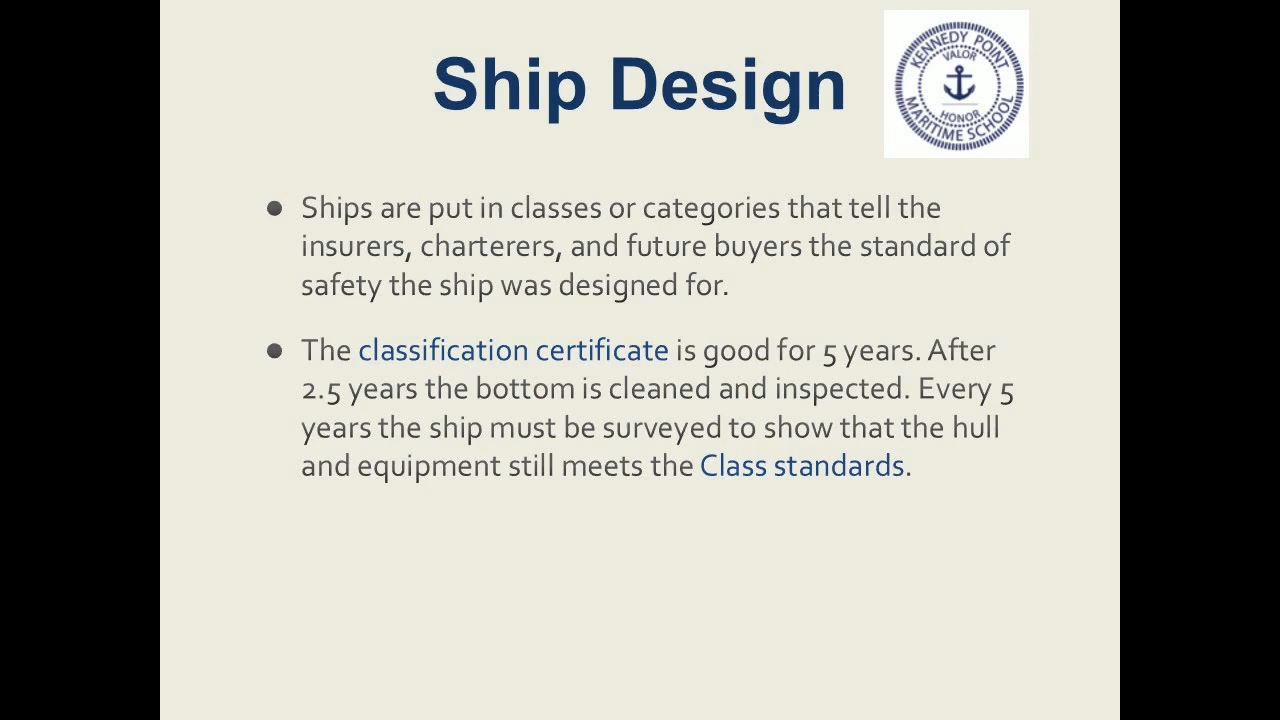 Ship Design
KENNEDY POINT
VALOR
HONOR
MARITIME SCHOOL
● Ships are put in classes or categories that tell the
insurers, charterers, and future buyers the standard of
safety the ship was designed for.
● The classification certificate is good for 5 years. After
2.5 years the bottom is cleaned and inspected. Every 5
years the ship must be surveyed to show that the hull
and equipment still meets the Class standards.